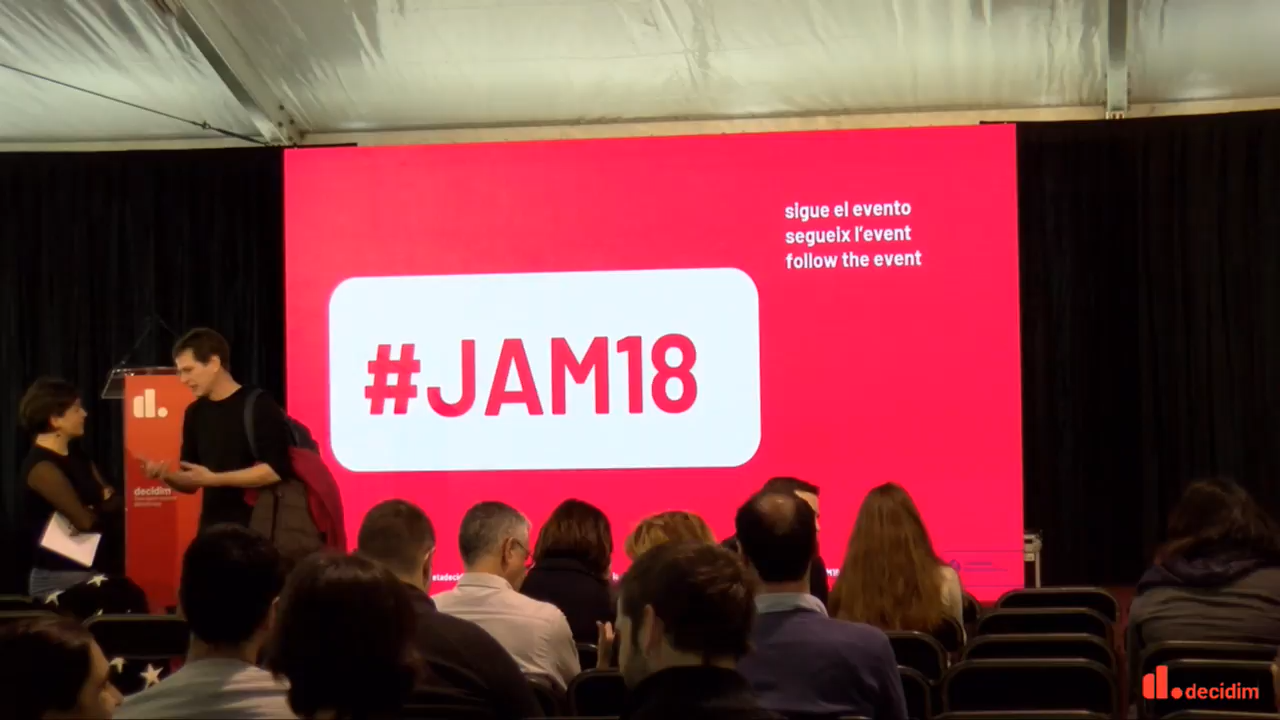 sigue el evento
segueix l'event
follow the event
#JAM18
d.
decidim
d.decidim